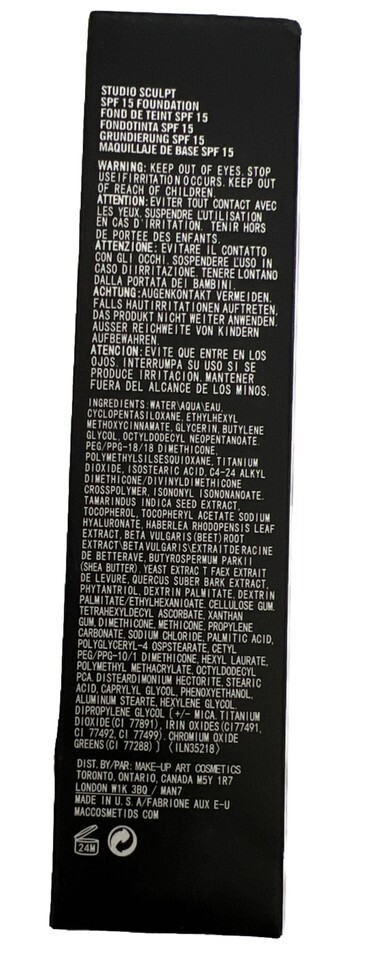 STUDIO SCULPT
SPF 15 FOUNDATION
FOND DE TEINT SPF 15
FONDOTINTA SPF 15
GRUNDIERUNG SPF 15
MAQUILLAJE DE BASE SPF 15
WARNING: KEEP OUT OF EYES. STOP
USE IF IRRITATION OCCURS. KEEP OUT
OF REACH OF CHILDREN.
ATTENTION: EVITER TOUT CONTACT AVEC
LES YEUX. SUSPENDRE L'UTILISATION
EN CAS D'IRRITATION. TENIR HORS
DE PORTEE DES ENFANTS.
ATTENZIONE: EVITARE IL CONTATTO
CON GLI OCCHI. SOSPENDERE L'USO IN
CASO DI IRRITAZIONE. TENERE LONTANO
DALLA PORTATA DEI BAMBINI.
ACHTUNG: AUGENKONTAKT VERMEIDEN.
FALLS HAUTIRRITATIONEN AUFTRETEN,
DAS PRODUKT NICHT WEITER ANWENDEN.
AUSSER REICHWEITE VON KINDERN
AUFBEWAHREN.
ATENCION: EVITE QUE ENTRE EN LOS
OJOS. INTERRUMPA SU USO SI SE
PRODUCE IRRITACION. MANTENER
FUERA DEL ALCANCE DE LOS MINOS.
INGREDIENTS: WATER\AQUA\EAU,
CYCLOPENTASILOXANE, ETHYLHEXYL
METHOXYCINNAMATE, GLYCERIN, BUTYLENE
GLYCOL, OCTYLDODECYL NEOPENTANOATE.
PEG/PPG-18/18 DIMETHICONE,
POLYMETHYLSILSESQUIOXANE, TITANIUM
DIOXIDE, ISOSTEARIC ACID, C4-24 ALKYL
DIMETHICONE/DIVINYLDIMETHICONE
CROSSPOLYMER, ISONONYL ISONONANOATE.
TAMARINDUS INDICA SEED EXTRACT,
TOCOPHEROL, TOCOPHERYL ACETATE SODIUM
HYALURONATE, HABERLEA RHODOPENSIS LEAF
EXTRACT, BETA VULGARIS (BEET) ROOT
EXTRACT\BETA VULGARIS\EXTRAIT DE RACINE
DE BETTERAVE, BUTYROSPERMUM PARKII
(SHEA BUTTER). YEAST EXTRAC T FAEX EXTRAIT
DE LEVURE, QUERCUS SUBER BARK EXTRACT,
PHYTANTRIOL, DEXTRIN PALMITATE, DEXTRIN
PALMITATE/ETHYLHEXANIOATE, CELLULOSE GUM.
TETRAHEXYLDECYL ASCORBATE, XANTHAN
GUM, DIMETHICONE, METHICONE, PROPYLENE
CARBONATE, SODIUM CHLORIDE, PALMITIC ACID,
POLYGLYCERYL-4 OSPSTEARATE, CETYL
PEG/PPG-10/1 DIMETHICONE, HEXYL LAURATE,
POLYMETHYL METHACRYLATE, OCTYLDODECYL
PCA. DISTEARDIMONIUM HECTORITE, STEARIC
ACID, CAPRYLYL GLYCOL, PHENOXYETHANOL,
ALUMINUM STEARTE, HEXYLENE GLYCOL,
DIPROPYLENE GLYCOL [+/- MICA. TITANIUM
DIOXIDE (CI 77891), IRIN OXIDES (CI77491,
CI 77492, CI 77499). CHROMIUM OXIDE
GREENS (CI 77288) ] ⟨ILN35218⟩
DIST. BY/PAR: MAKE-UP ART COSMETICS
TORONTO, ONTARIO, CANADA M5Y 1R7
LONDON W1K 3B0 / MAN7
MADE IN U.S.A/FABRIONE AUX E-U
MACCOSMETIDS COM
24M